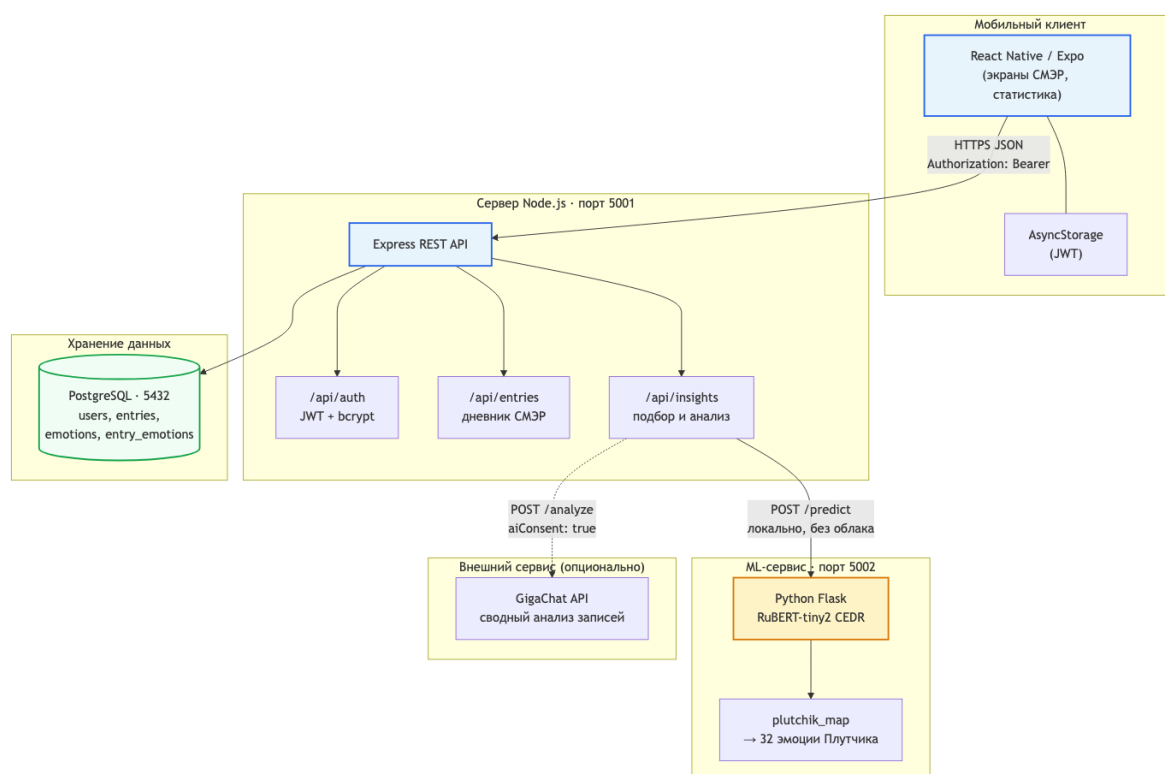 Мобильный клиент
React Native / Expo
(экраны СМЭР,
статистика)
HTTPS JSON
Authorization: Bearer
AsyncStorage
(JWT)
Сервер Node.js · порт 5001
Express REST API
/api/auth
JWT + bcrypt
/api/entries
дневник СМЭР
/api/insights
подбор и анализ
Хранение данных
PostgreSQL · 5432
users, entries,
emotions, entry_emotions
POST /analyze
aiConsent: true
POST /predict
локально, без облака
Внешний сервис (опционально)
GigaChat API
сводный анализ записей
ML-сервис · порт 5002
Python Flask
RuBERT-tiny2 CEDR
plutchik_map
→ 32 эмоции Плутчика